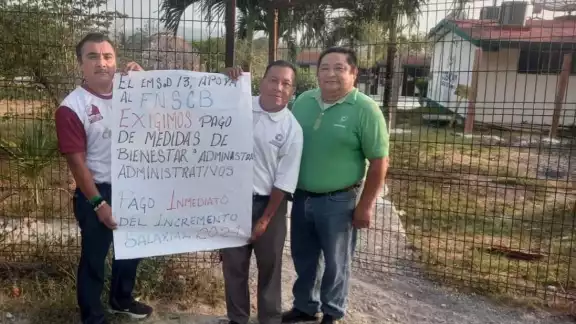 EL EMSaD 13, APOYA
AL FNSCB
EXIGIMOS PAGO
DE MEDIDAS DE
BIENESTAR ADMINISTRA
ADMINISTRATIVOS
PAGO INMEDIATO
DEL INCREMENTO
SALARIAL